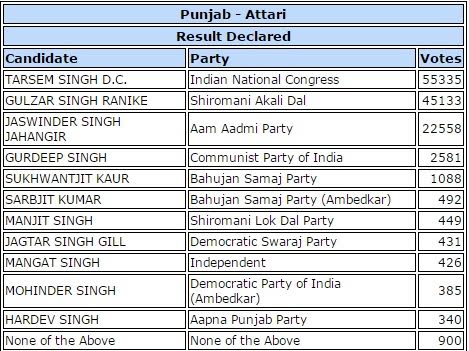 Punjab - Attari
Result Declared
Candidate Party Votes
TARSEM SINGH D.C. Indian National Congress 55335
GULZAR SINGH RANIKE Shiromani Akali Dal 45133
JASWINDER SINGH
JAHANGIR Aam Aadmi Party 22558
GURDEEP SINGH Communist Party of India 2581
SUKHWANTJIT KAUR Bahujan Samaj Party 1088
SARBJIT KUMAR Bahujan Samaj Party (Ambedkar) 492
MANJIT SINGH Shiromani Lok Dal Party 449
JAGTAR SINGH GILL Democratic Swaraj Party 431
MANGAT SINGH Independent 426
MOHINDER SINGH Democratic Party of India
(Ambedkar) 385
HARDEV SINGH Aapna Punjab Party 340
None of the Above None of the Above 900